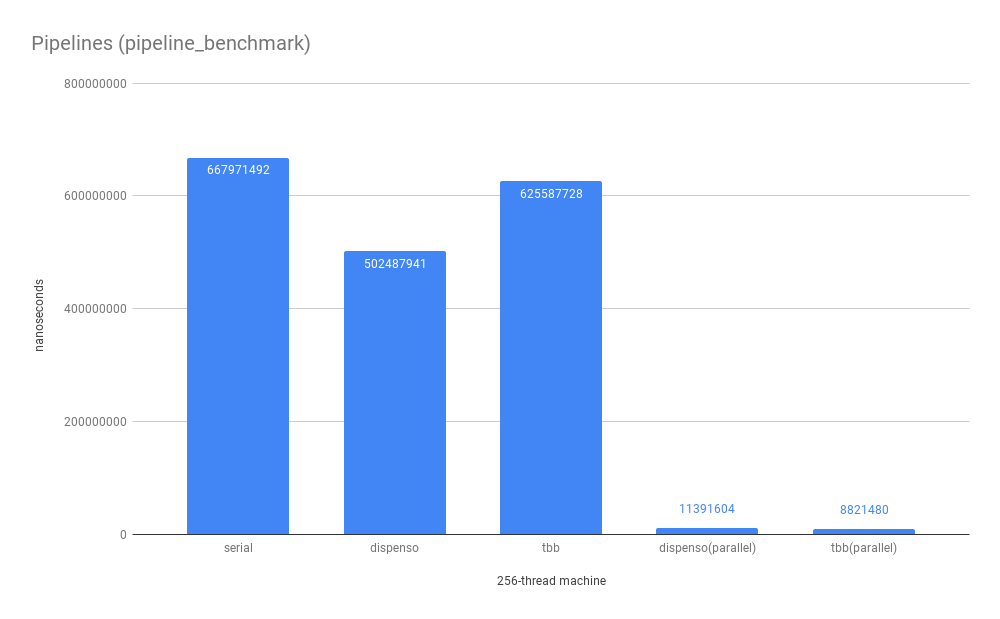 Pipelines (pipeline_benchmark)
800000000
600000000
400000000
200000000
0
nanoseconds
667971492
502487941
625587728
11391604
8821480
serial
dispenso
tbb
dispenso(parallel)
tbb(parallel)
256-thread machine